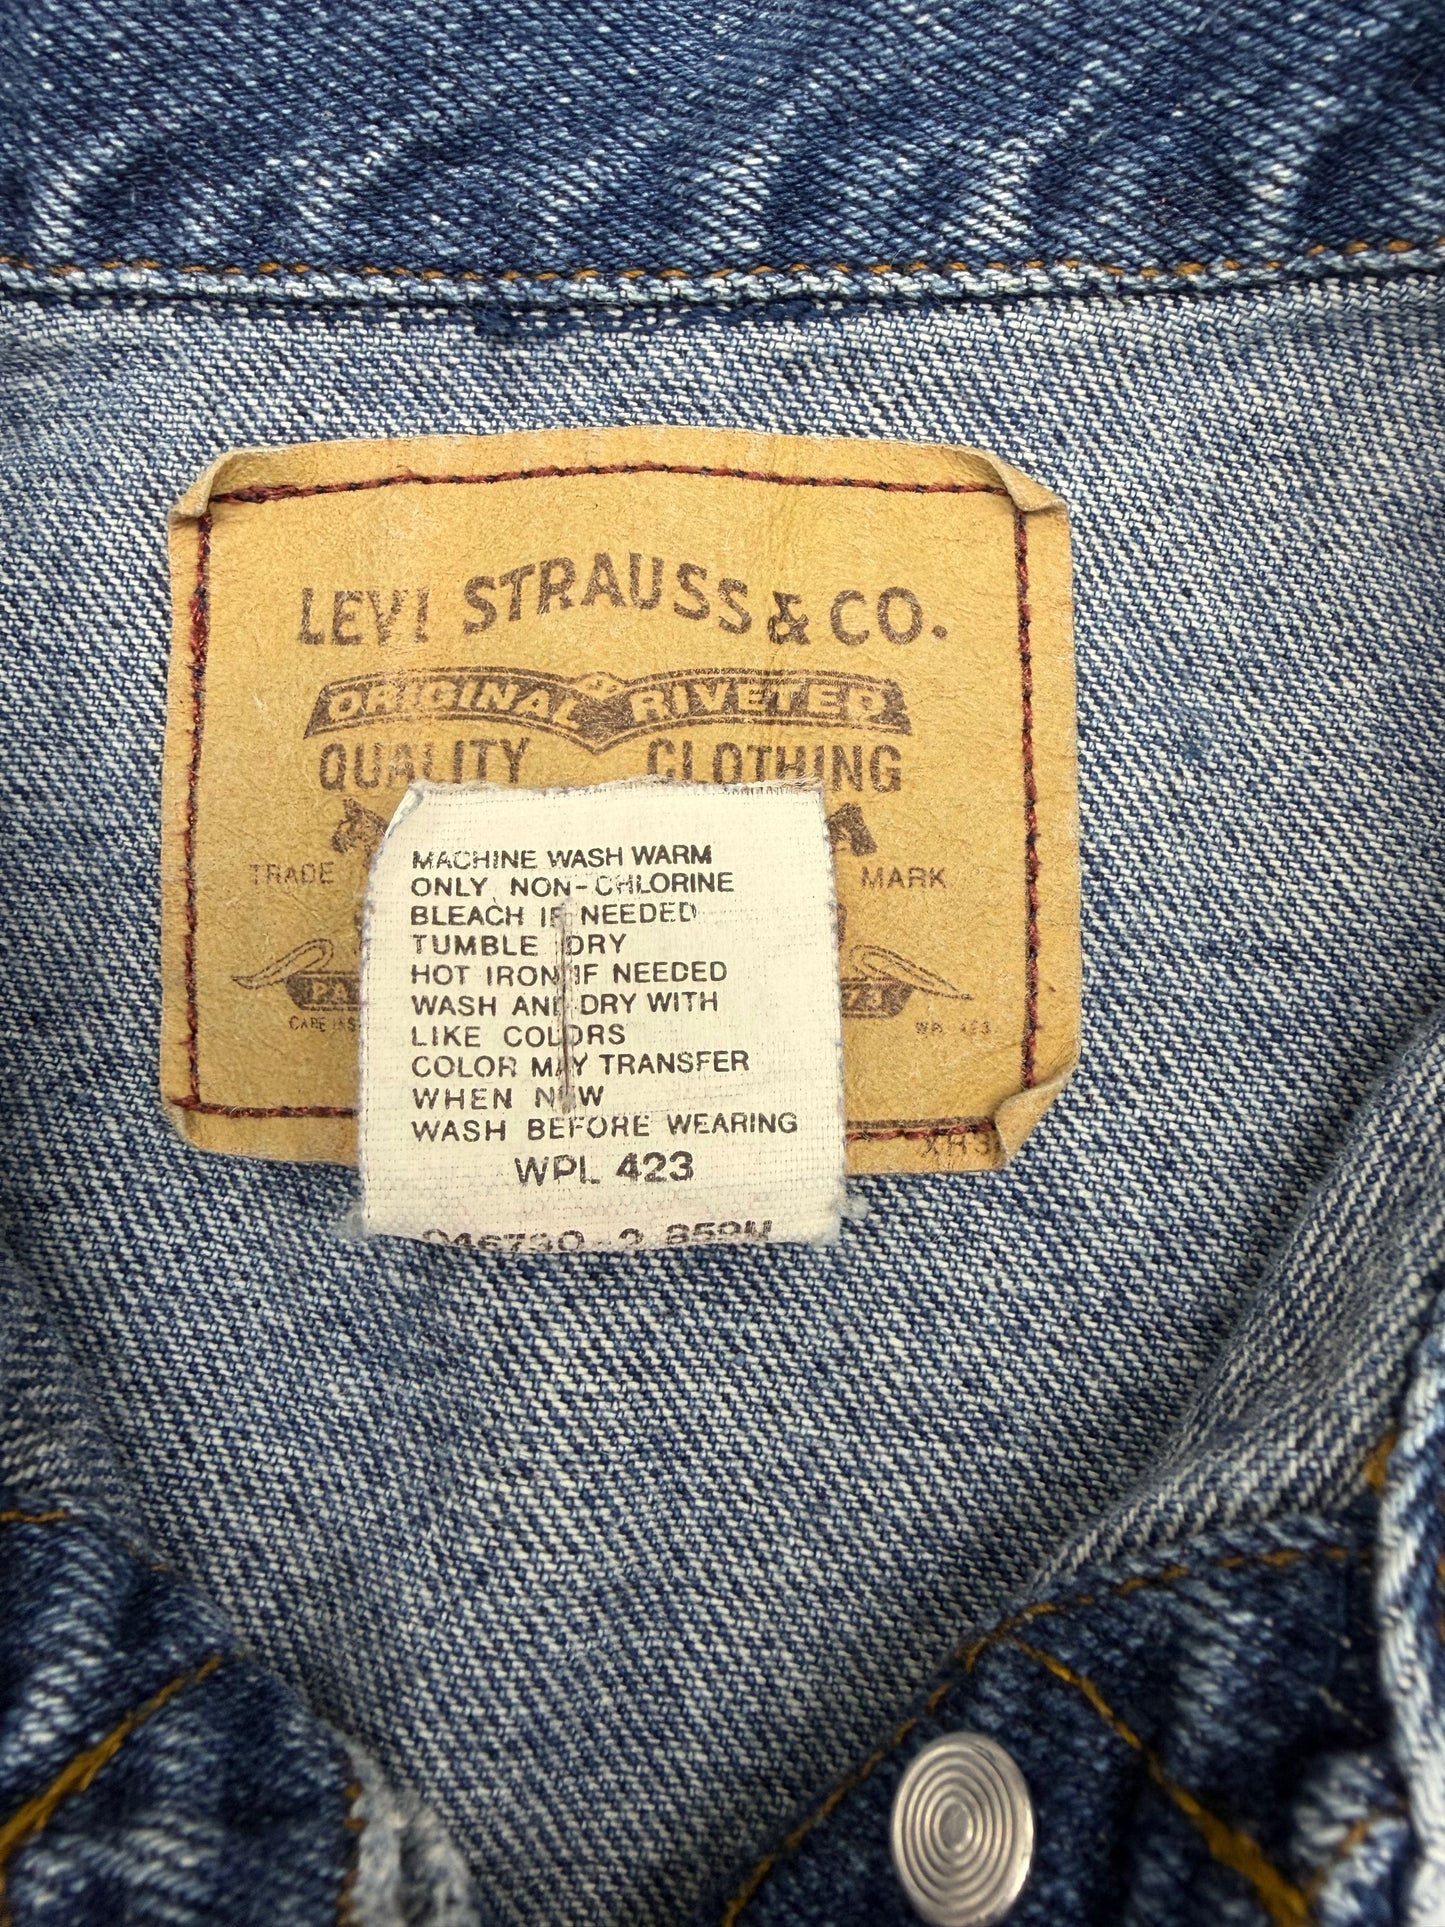 LEVI STRAUSS & CO.
ORIGINAL RIVETED
QUALITY CLOTHING
TRADE MARK
MACHINE WASH WARM
ONLY NON-CHLORINE
BLEACH IF NEEDED
TUMBLE DRY
HOT IRON IF NEEDED
WASH AND DRY WITH
LIKE COLORS
COLOR MAY TRANSFER
WHEN NEW
WASH BEFORE WEARING
WPL 423